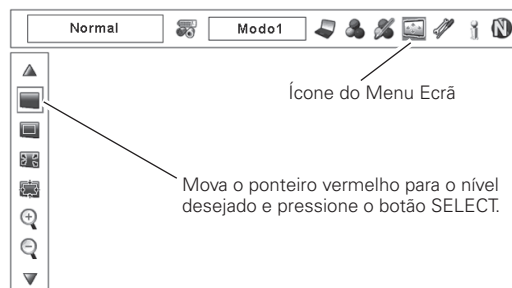 Normal
Modo1
N
Ícone do Menu Ecrã
Mova o ponteiro vermelho para o nível
desejado e pressione o botão SELECT.